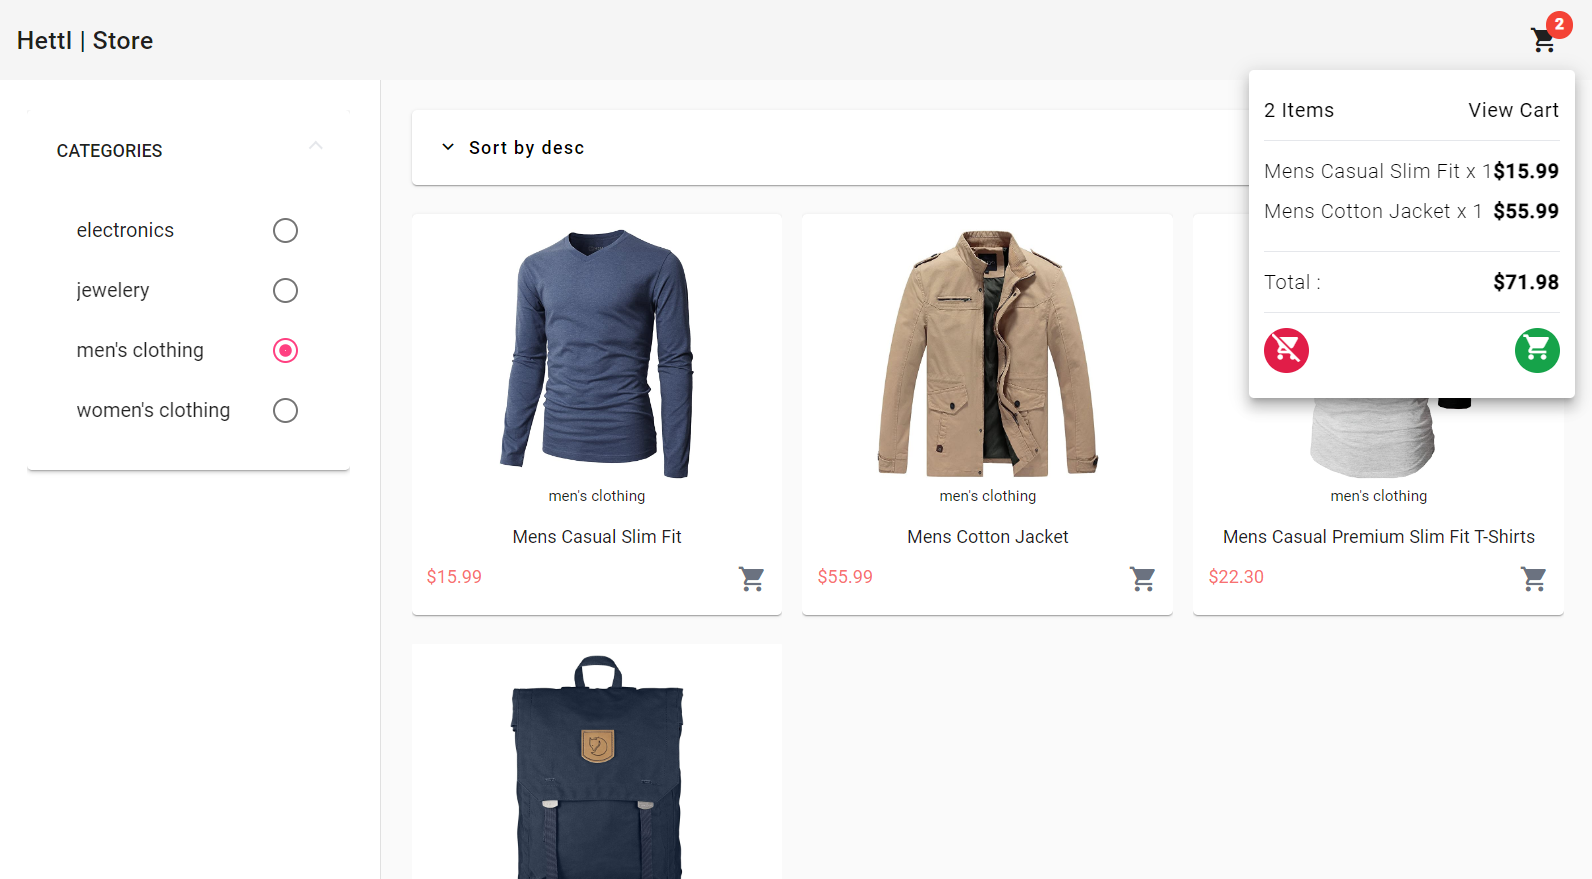 Hettl | Store
2
2 Items View Cart
Mens Casual Slim Fit x 1 $15.99
Mens Cotton Jacket x 1 $55.99
Total : $71.98
CATEGORIES
electronics
jewelery
men's clothing
women's clothing
Sort by desc
men's clothing
Mens Casual Slim Fit
$15.99
men's clothing
Mens Cotton Jacket
$55.99
men's clothing
Mens Casual Premium Slim Fit T-Shirts
$22.30